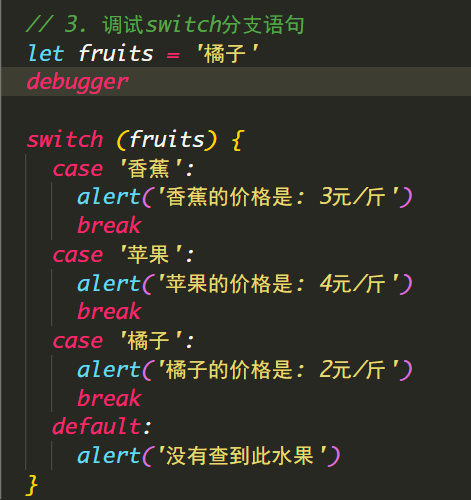 // 3. 调试switch分支语句
let fruits = '橘子'
debugger
switch (fruits) {
case '香蕉':
alert('香蕉的价格是: 3元/斤')
break
case '苹果':
alert('苹果的价格是: 4元/斤')
break
case '橘子':
alert('橘子的价格是: 2元/斤')
break
default:
alert('没有查到此水果')
}